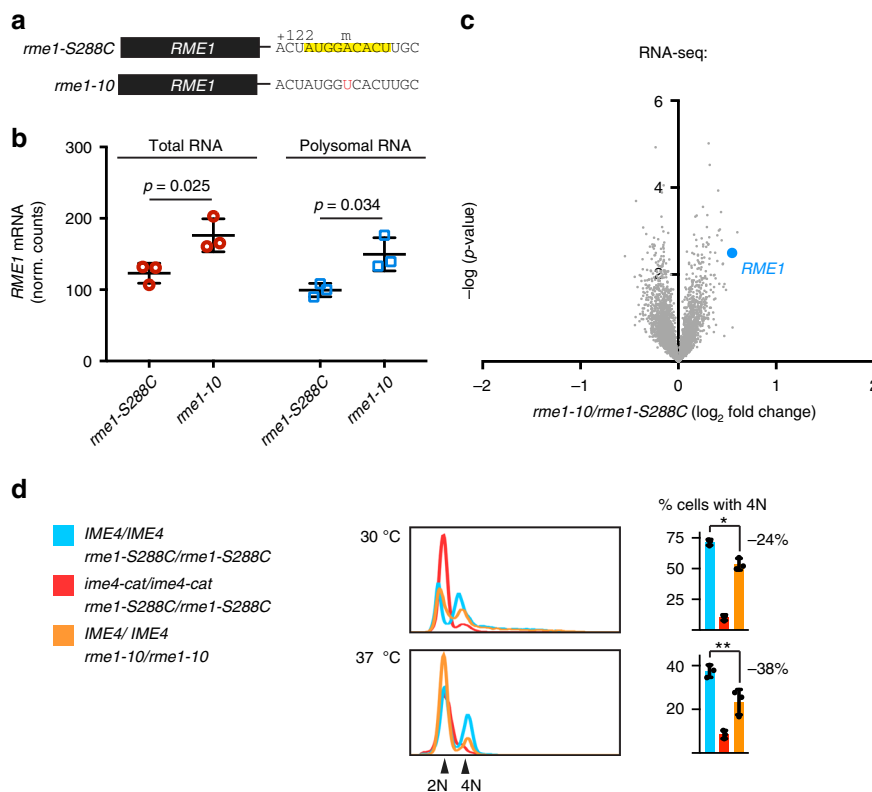 a
+122 m
rme1-S288C RME1 ACUAUGGACACUUGC
rme1-10 RME1 ACUAUGGUCACUUGC
b
300
200
100
0
RME1 mRNA
(norm. counts)
Total RNA
Polysomal RNA
p = 0.025
p = 0.034
rme1-S288C
rme1-10
rme1-S288C
rme1-10
c
RNA-seq:
6
4
2
–log (p-value)
RME1
–2
–1
0
1
2
rme1-10/rme1-S288C (log2 fold change)
d
IME4/IME4
rme1-S288C/rme1-S288C
ime4-cat/ime4-cat
rme1-S288C/rme1-S288C
IME4/ IME4
rme1-10/rme1-10
30 °C
37 °C
2N
4N
% cells with 4N
75
50
25
*
–24%
40
20
**
–38%